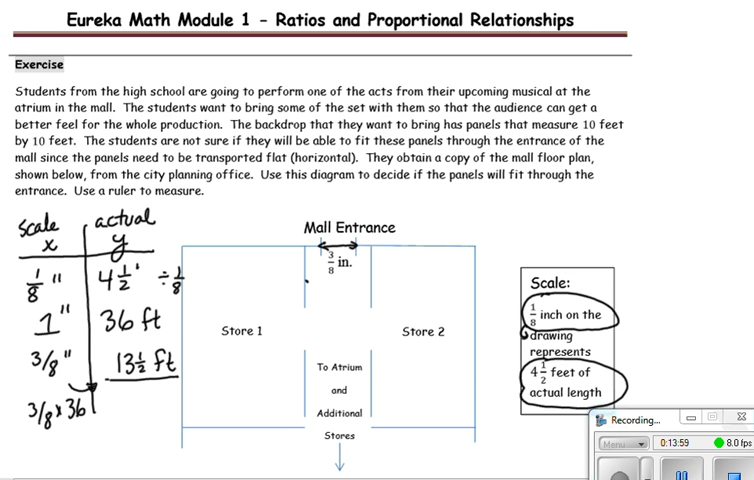 Eureka Math Module 1 - Ratios and Proportional Relationships
Exercise
Students from the high school are going to perform one of the acts from their upcoming musical at the
atrium in the mall. The students want to bring some of the set with them so that the audience can get a
better feel for the whole production. The backdrop that they want to bring has panels that measure 10 feet
by 10 feet. The students are not sure if they will be able to fit these panels through the entrance of the
mall since the panels need to be transported flat (horizontal). They obtain a copy of the mall floor plan,
shown below, from the city planning office. Use this diagram to decide if the panels will fit through the
entrance. Use a ruler to measure.
scale actual
x y
1/8 " 4 1/2 ' ÷ 1/8
1" 36 ft
3/8" 13 1/2 ft
3/8 x 36
Mall Entrance
3/8 in.
Store 1
Store 2
To Atrium
and
Additional
Stores
Scale:
1/8 inch on the
drawing
represents
4 1/2 feet of
actual length
Recording...
Menu
0:13:59
8.0 fps